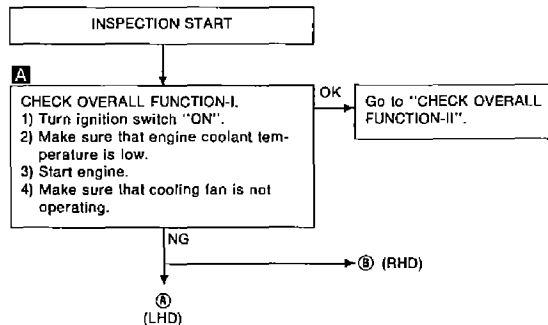 INSPECTION START
A
CHECK OVERALL FUNCTION-I.
1) Turn ignition switch "ON".
2) Make sure that engine coolant tem-
perature is low.
3) Start engine.
4) Make sure that cooling fan is not
operating.
OK
Go to "CHECK OVERALL
FUNCTION-II".
NG
Ⓑ (RHD)
Ⓐ
(LHD)